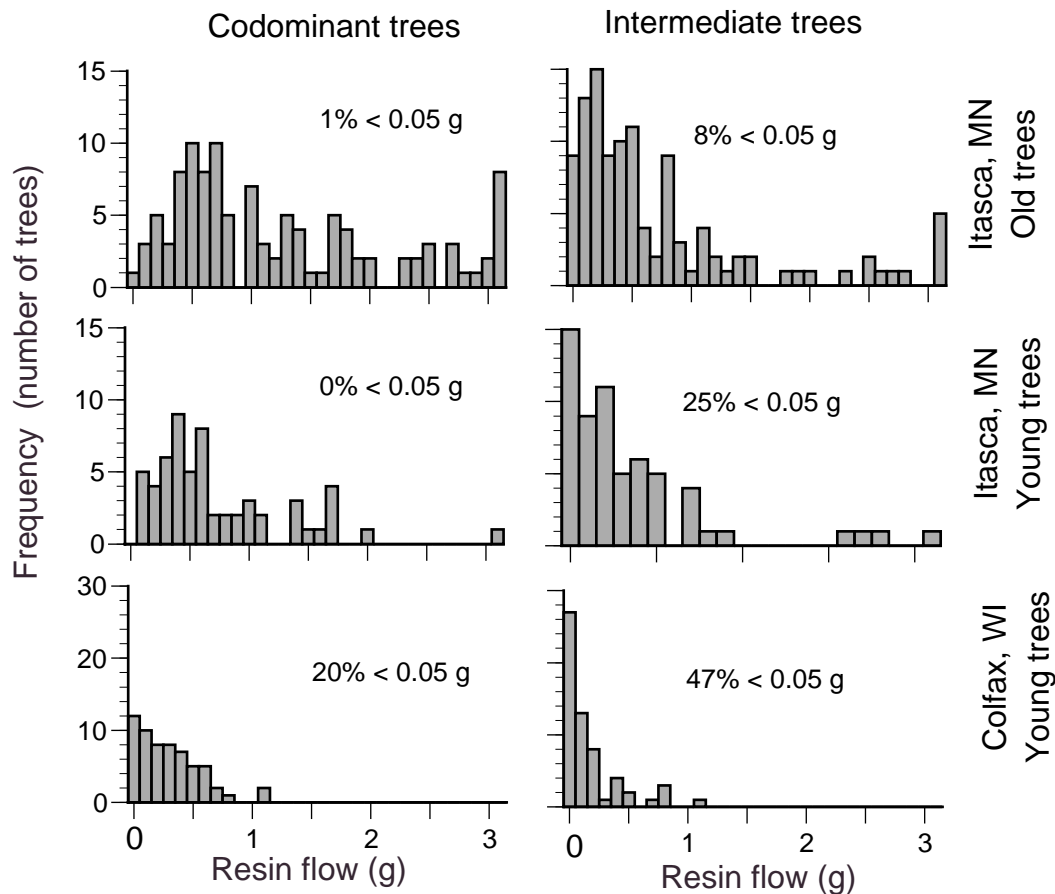 Codominant trees
Intermediate trees
Frequency (number of trees)
15
10
5
0
1% < 0.05 g
8% < 0.05 g
Itasca, MN
Old trees
15
10
5
0
0% < 0.05 g
25% < 0.05 g
Itasca, MN
Young trees
30
20
10
0
20% < 0.05 g
47% < 0.05 g
Colfax, WI
Young trees
0 1 2 3
0 1 2 3
Resin flow (g)
Resin flow (g)